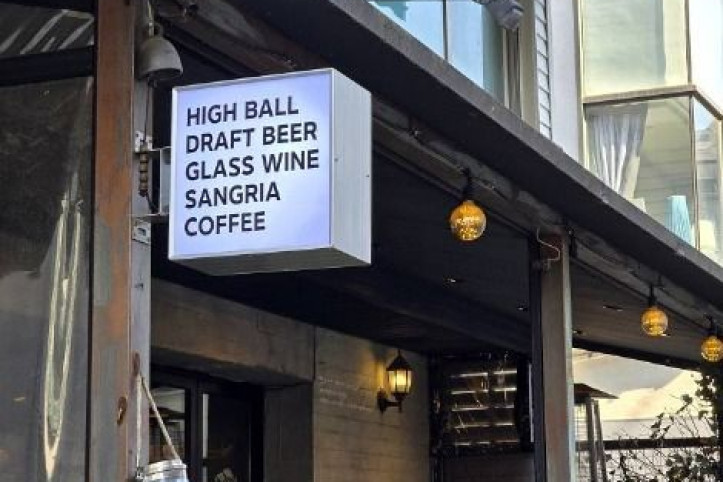 HIGH BALL
DRAFT BEER
GLASS WINE
SANGRIA
COFFEE